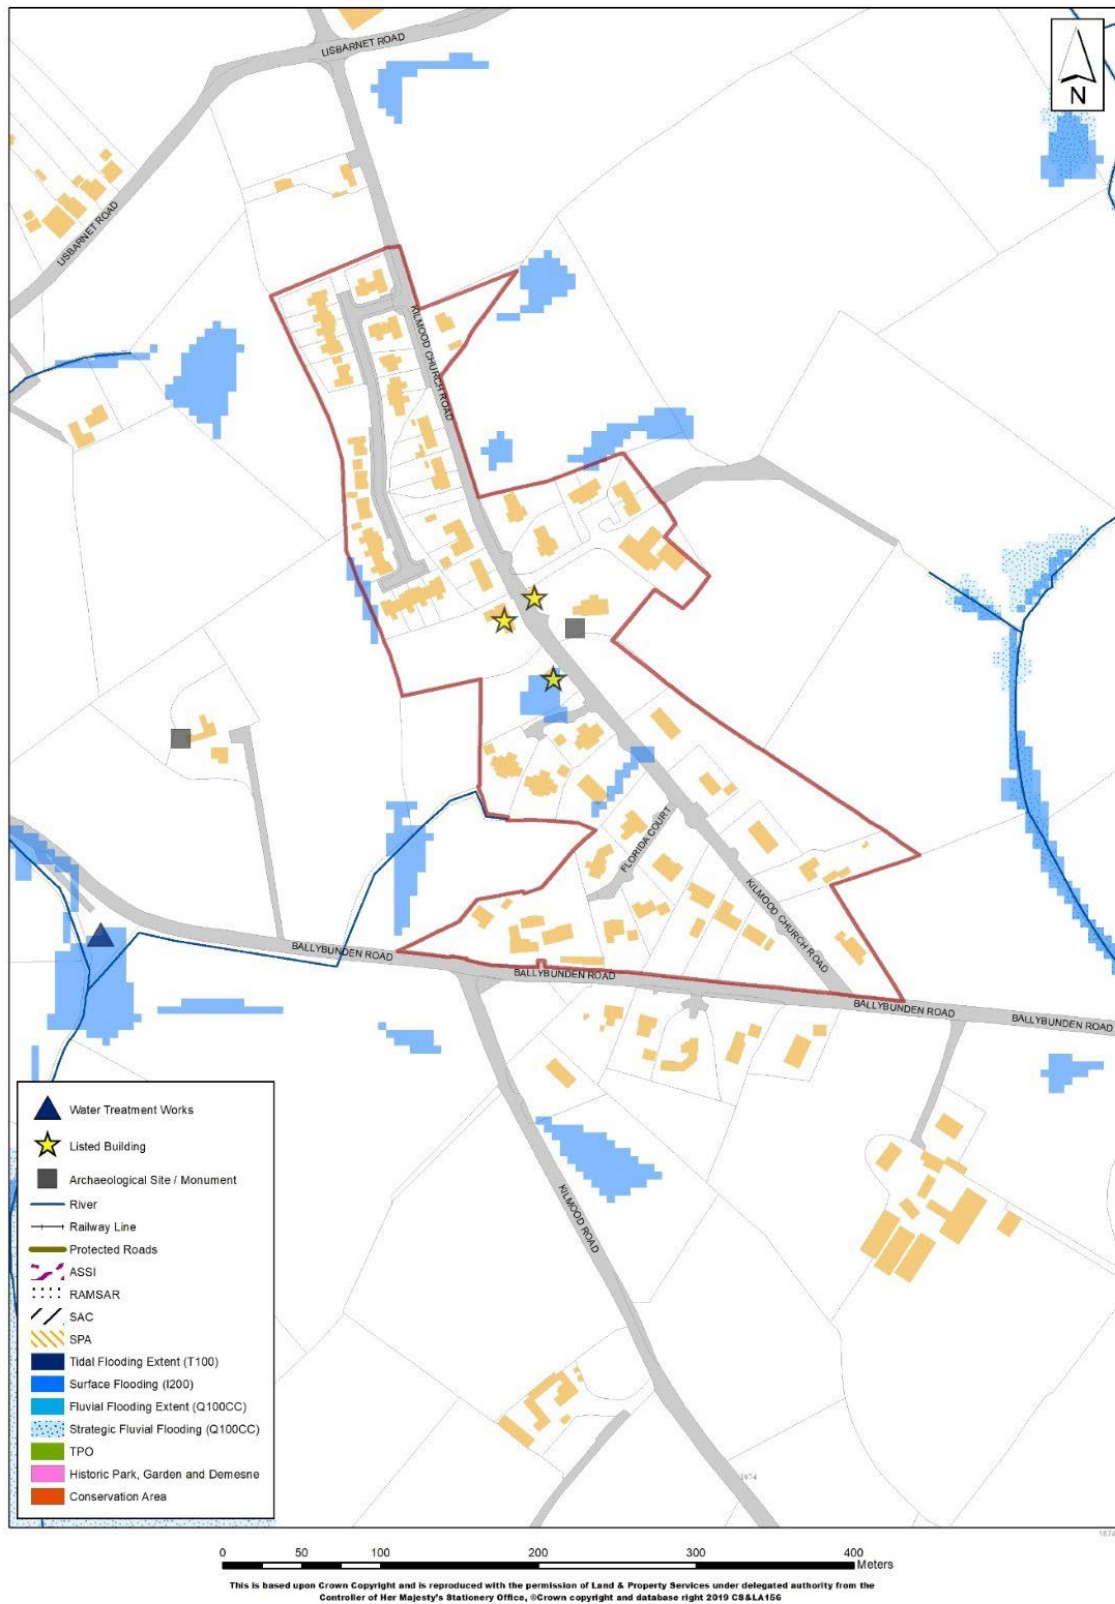 LISBARNET ROAD
LISBARNET ROAD
N
KILMOOD CHURCH ROAD
FLORIDA COURT
KILMOOD CHURCH ROAD
BALLYBUNDEN ROAD
BALLYBUNDEN ROAD
BALLYBUNDEN ROAD
BALLYBUNDEN ROAD
KILMOOD ROAD
Water Treatment Works
Listed Building
Archaeological Site / Monument
River
Railway Line
Protected Roads
ASSI
RAMSAR
SAC
SPA
Tidal Flooding Extent (T100)
Surface Flooding (I200)
Fluvial Flooding Extent (Q100CC)
Strategic Fluvial Flooding (Q100CC)
TPO
Historic Park, Garden and Demesne
Conservation Area
1674
1674
0 50 100 200 300 400
Meters
This is based upon Crown Copyright and is reproduced with the permission of Land & Property Services under delegated authority from the
Controller of Her Majesty's Stationery Office, ©Crown copyright and database right 2019 CS&LA156